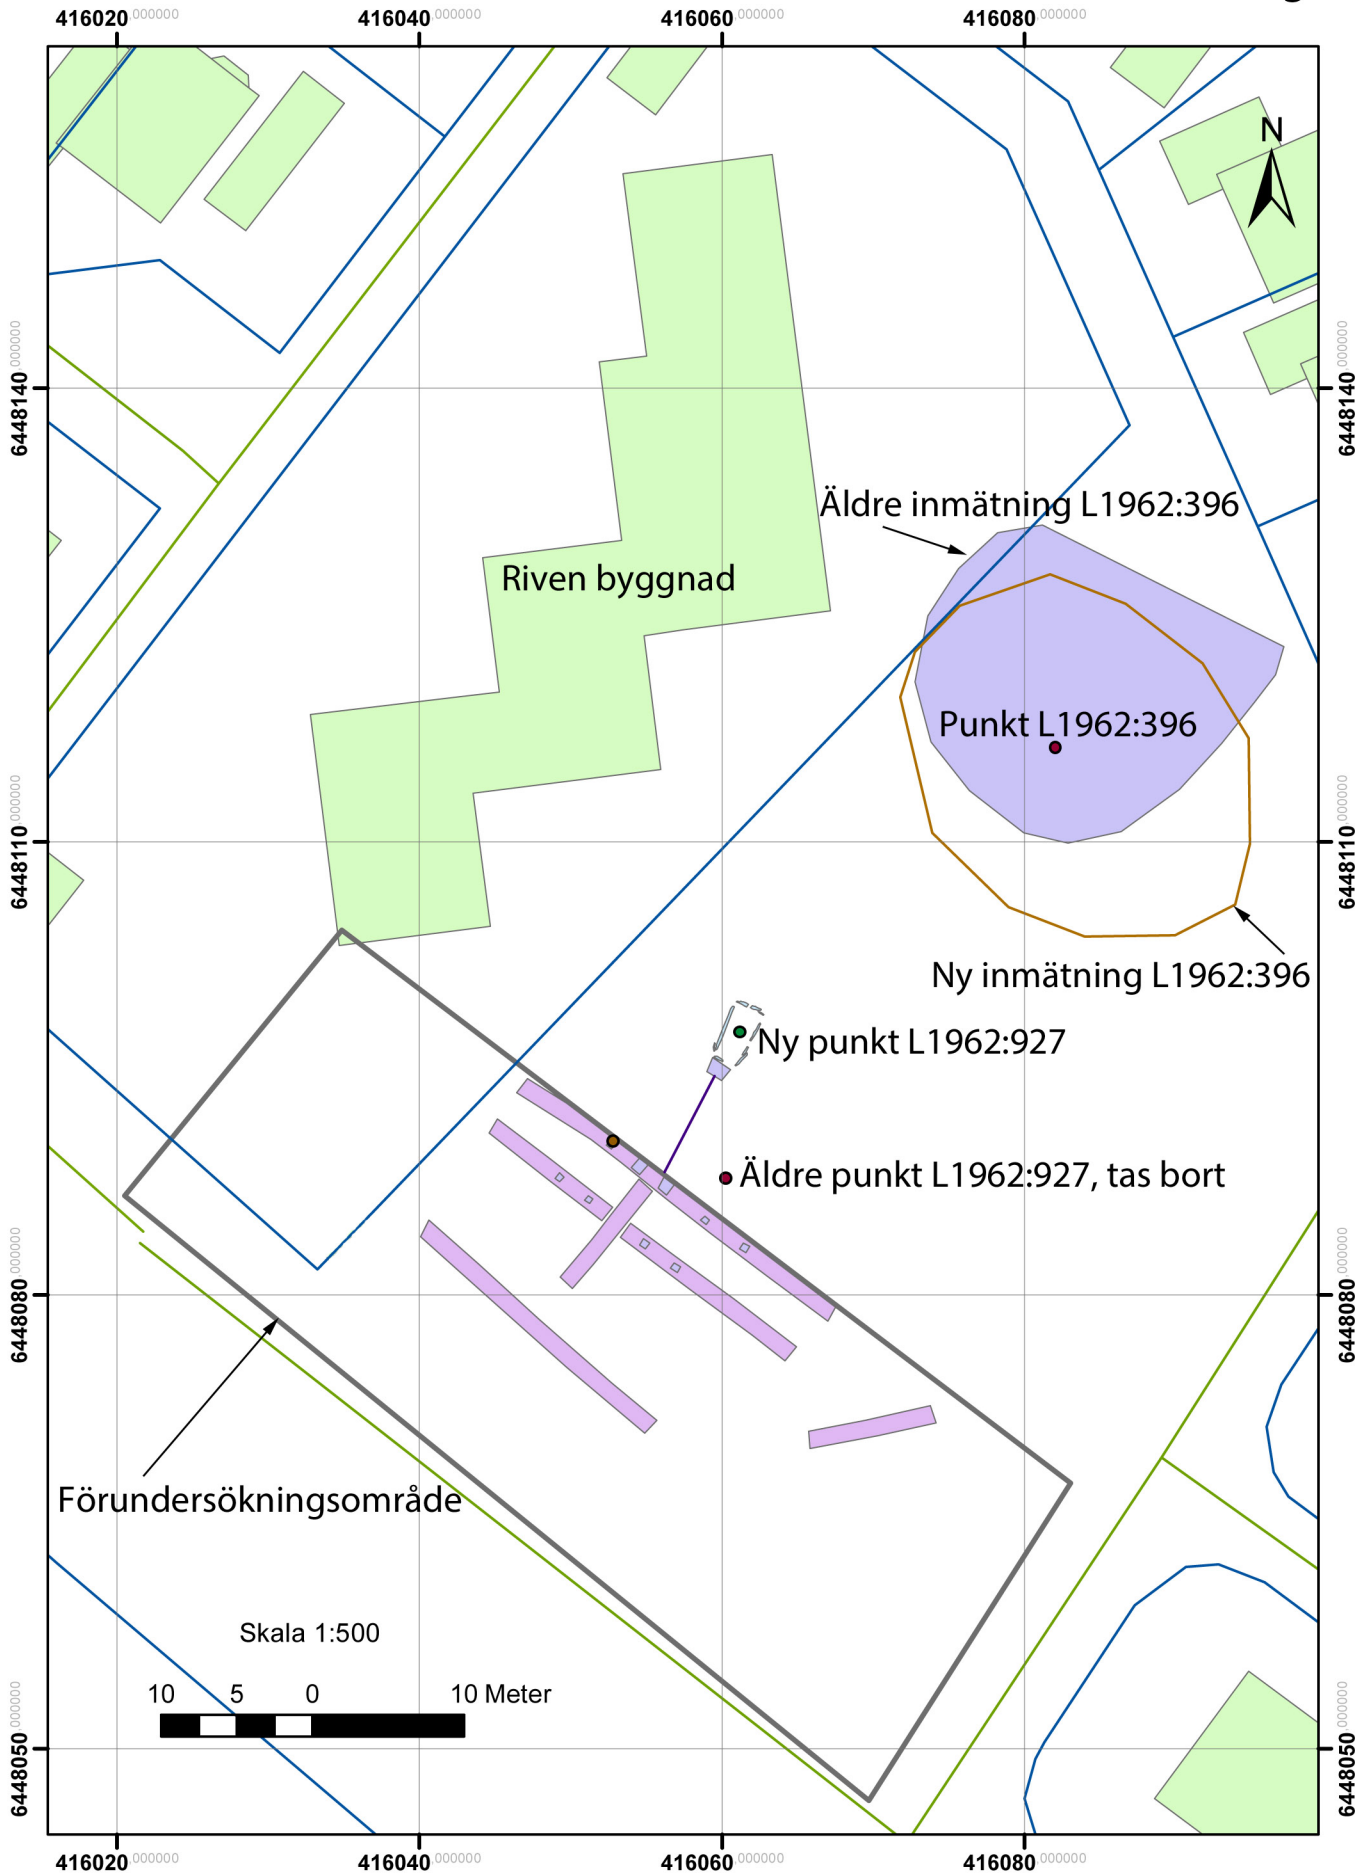 g
416020,000000 416040,000000 416060,000000 416080,000000
N
6448140,000000 6448140,000000
Äldre inmätning L1962:396
Riven byggnad
Punkt L1962:396
6448110,000000 6448110,000000
Ny inmätning L1962:396
Ny punkt L1962:927
Äldre punkt L1962:927, tas bort
6448080,000000 6448080,000000
Förundersökningsområde
Skala 1:500
10 5 0 10 Meter
6448050,000000 6448050,000000
416020,000000 416040,000000 416060,000000 416080,000000